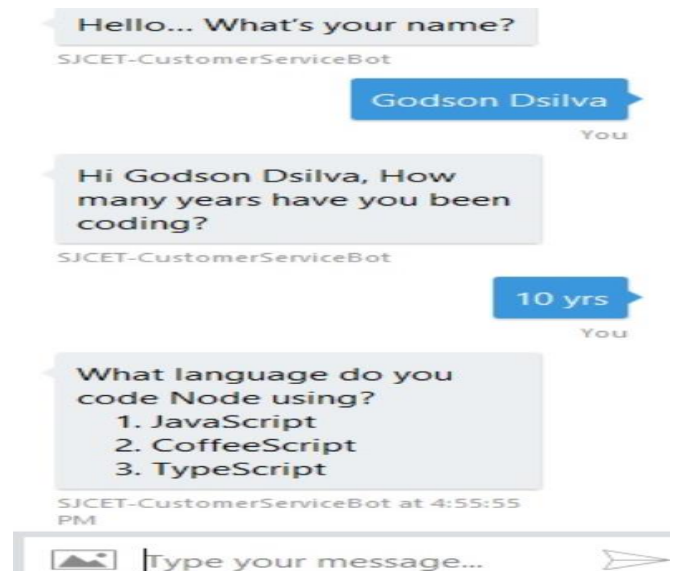 Hello... What's your name?
SJCET-CustomerServiceBot
Godson Dsilva
You
Hi Godson Dsilva, How
many years have you been
coding?
SJCET-CustomerServiceBot
10 yrs
You
What language do you
code Node using?
1. JavaScript
2. CoffeeScript
3. TypeScript
SJCET-CustomerServiceBot at 4:55:55
PM
Type your message...